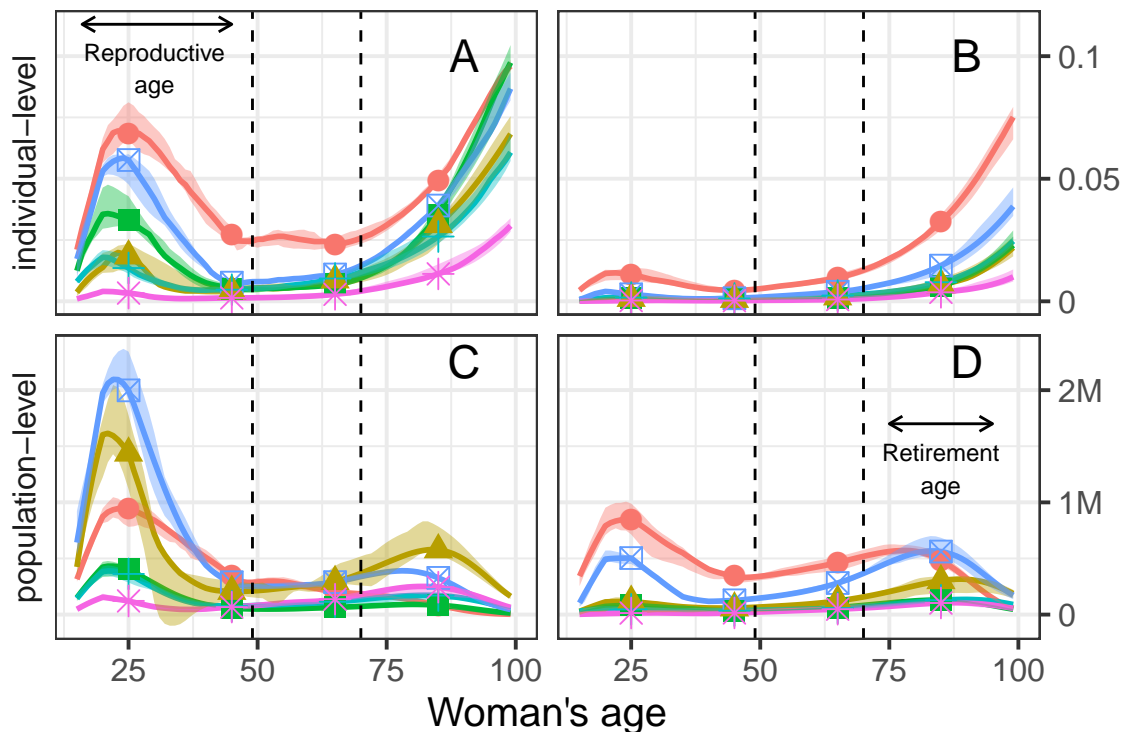 Reproductive
age
A
B
individual−level
0.1
0.05
0
C
D
population−level
2M
1M
0
Retirement
age
25
50
75
100
25
50
75
100
Woman's age